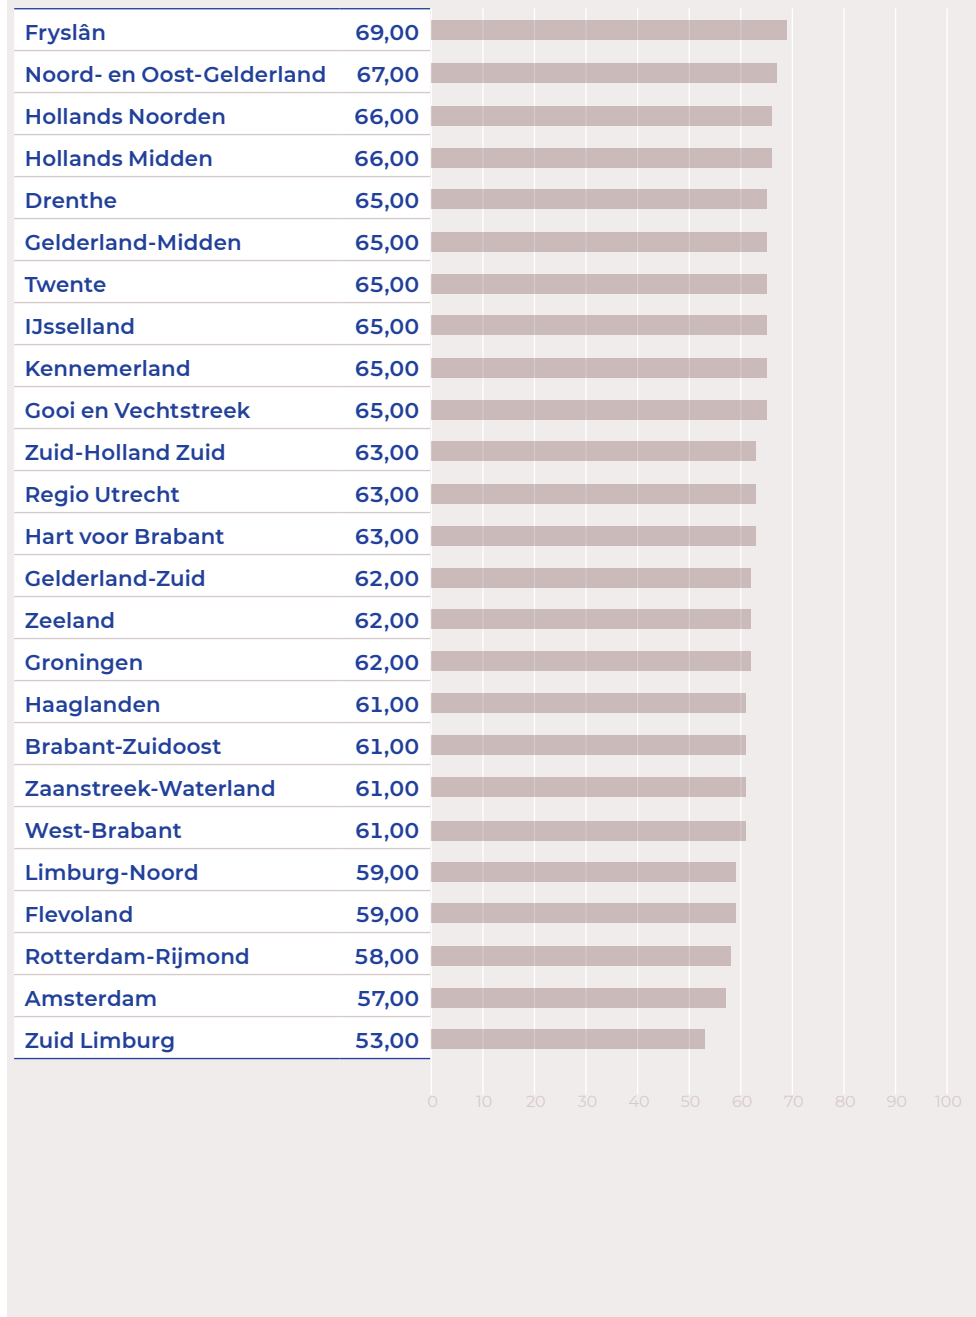 Fryslân 69,00
Noord- en Oost-Gelderland 67,00
Hollands Noorden 66,00
Hollands Midden 66,00
Drenthe 65,00
Gelderland-Midden 65,00
Twente 65,00
IJsselland 65,00
Kennemerland 65,00
Gooi en Vechtstreek 65,00
Zuid-Holland Zuid 63,00
Regio Utrecht 63,00
Hart voor Brabant 63,00
Gelderland-Zuid 62,00
Zeeland 62,00
Groningen 62,00
Haaglanden 61,00
Brabant-Zuidoost 61,00
Zaanstreek-Waterland 61,00
West-Brabant 61,00
Limburg-Noord 59,00
Flevoland 59,00
Rotterdam-Rijmond 58,00
Amsterdam 57,00
Zuid Limburg 53,00
0 10 20 30 40 50 60 70 80 90 100